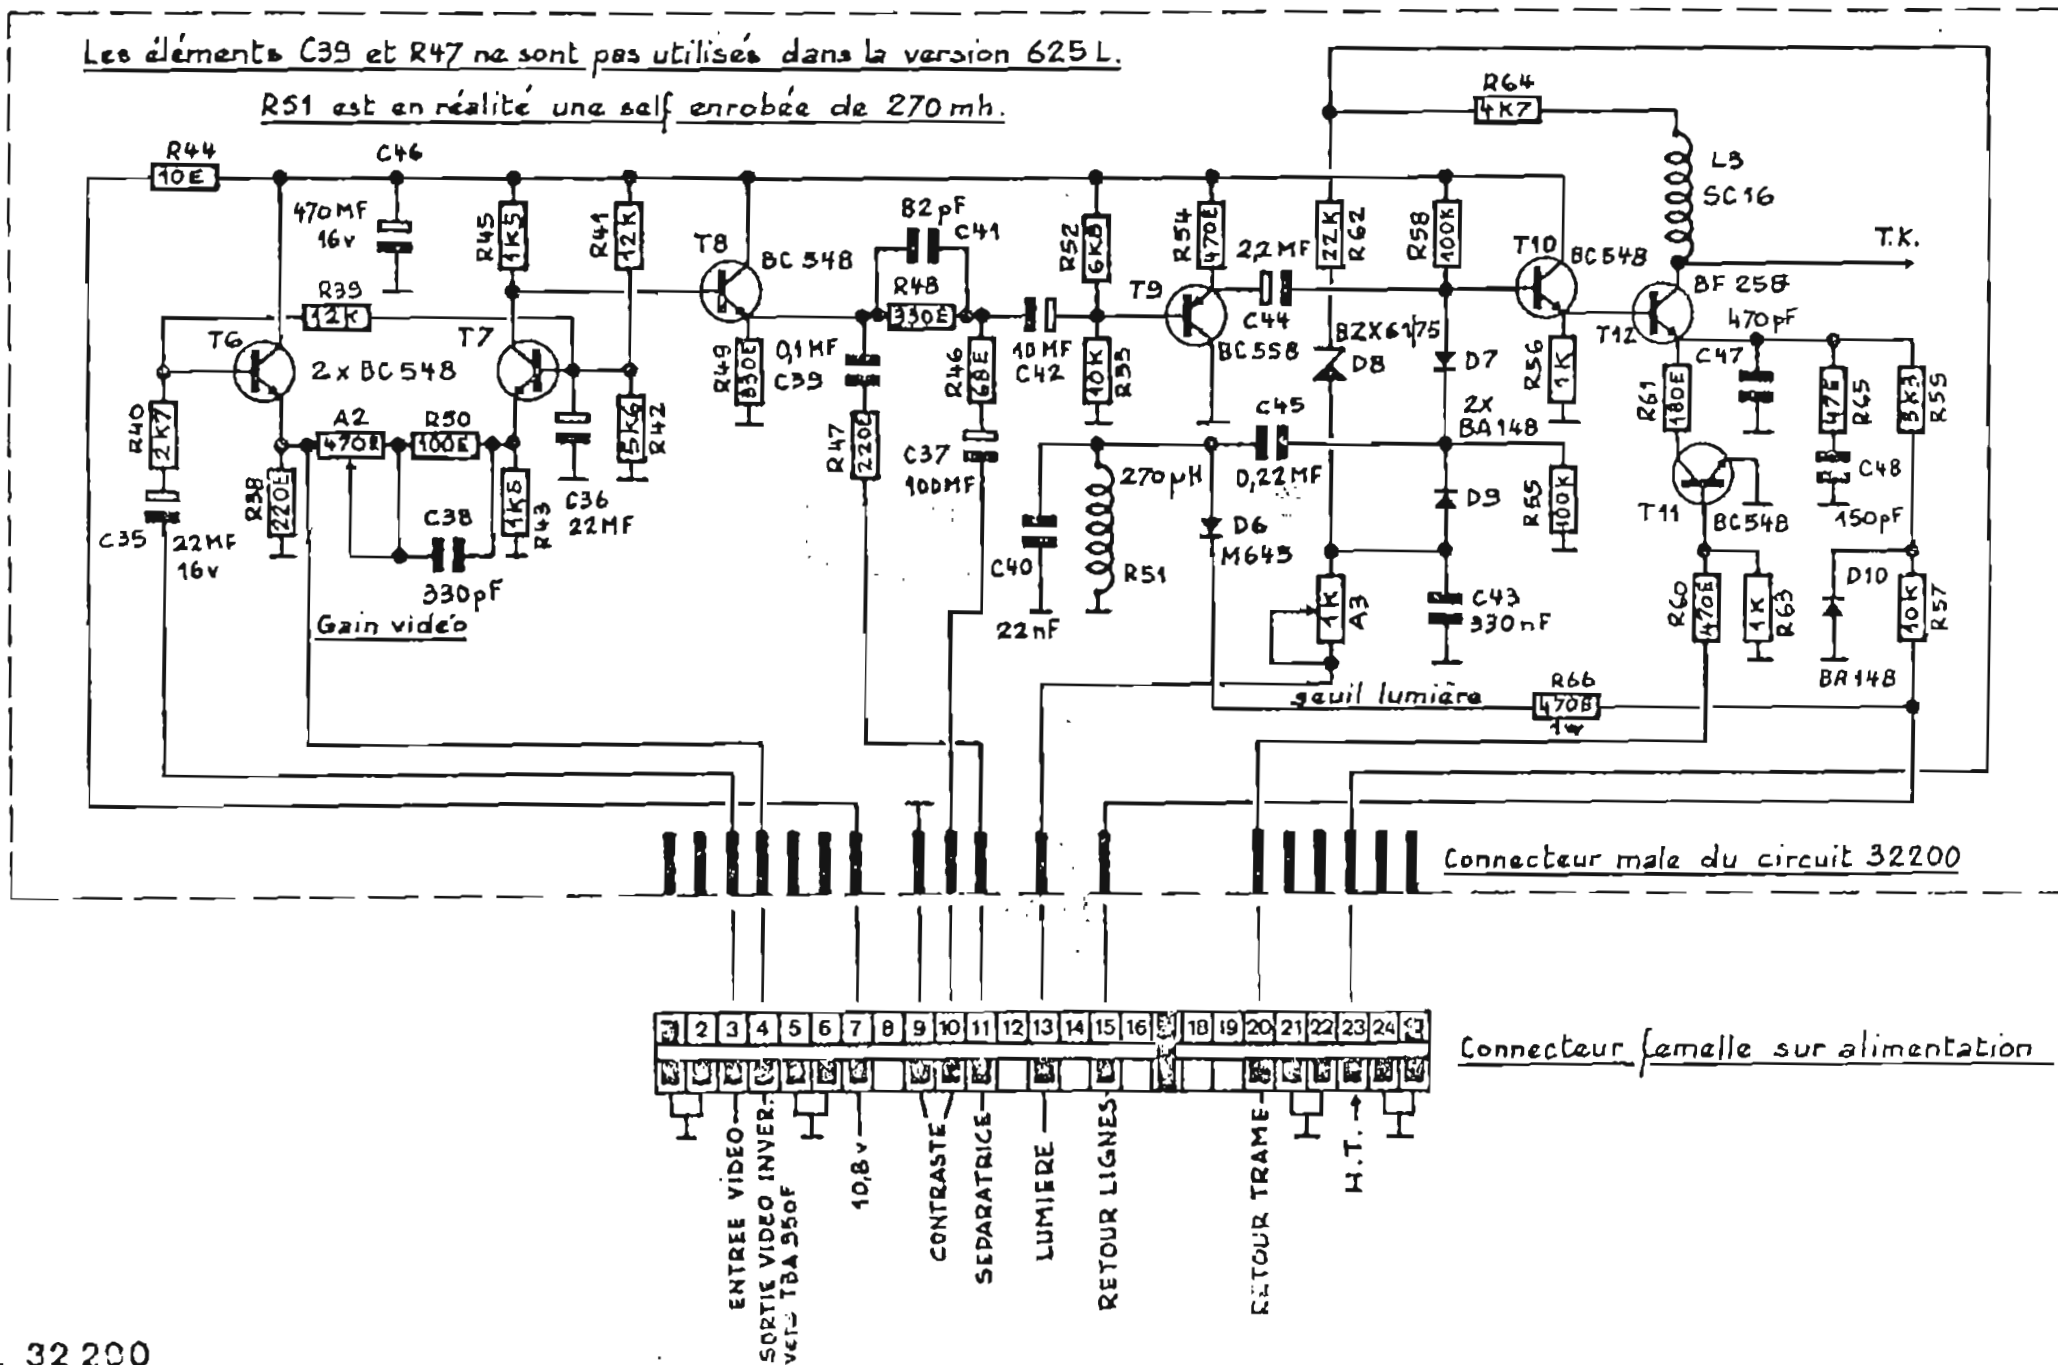 Les éléments C39 et R47 ne sont pas utilisés dans la version 625 L.
R51 est en réalité une self enrobée de 270 mh.
R44
10E
C46
470MF
16v
R45
1K5
R41
12K
T8
BC 548
82 pF
C41
R48
330E
R52
6K8
R54
470E
2,2 MF
C44
22K
R62
R58
100K
T10
BC548
R64
4K7
L3
SC16
T.K.
R39
12K
T6
2 x BC 548
T7
R49
330E
0,1MF
C39
R46
68E
10MF
C42
10K
R53
T9
BC558
BZX61/75
D8
D7
2X
BA148
R56
1K
T12
BF 258
470pF
C47
R61
180E
47E
R65
3K3
R55
R40
2K7
A2
470E
R50
100E
5K6
R42
R38
220E
C38
330pF
1K5
R43
C36
22MF
C35
22MF
16v
Gain vidéo
R47
220E
C37
100MF
C45
0,22MF
270µH
D6
M645
C40
22nF
R51
D9
R55
100K
T11
BC548
C48
150pF
1K
A3
C43
330nF
R60
470E
1K
R63
D10
BA148
10K
R57
seuil lumière
R66
470E
1w
Connecteur male du circuit 32200
2 3 4 5 6 7 8 9 10 11 12 13 14 15 16 18 19 20 21 22 23 24
Connecteur femelle sur alimentation
ENTREE VIDEO
SORTIE VIDEO INVER.
vers TBA 950F
10,8v
CONTRASTE
SEPARATRICE
LUMIERE
RETOUR LIGNES
RETOUR TRAME
H.T.
32 200